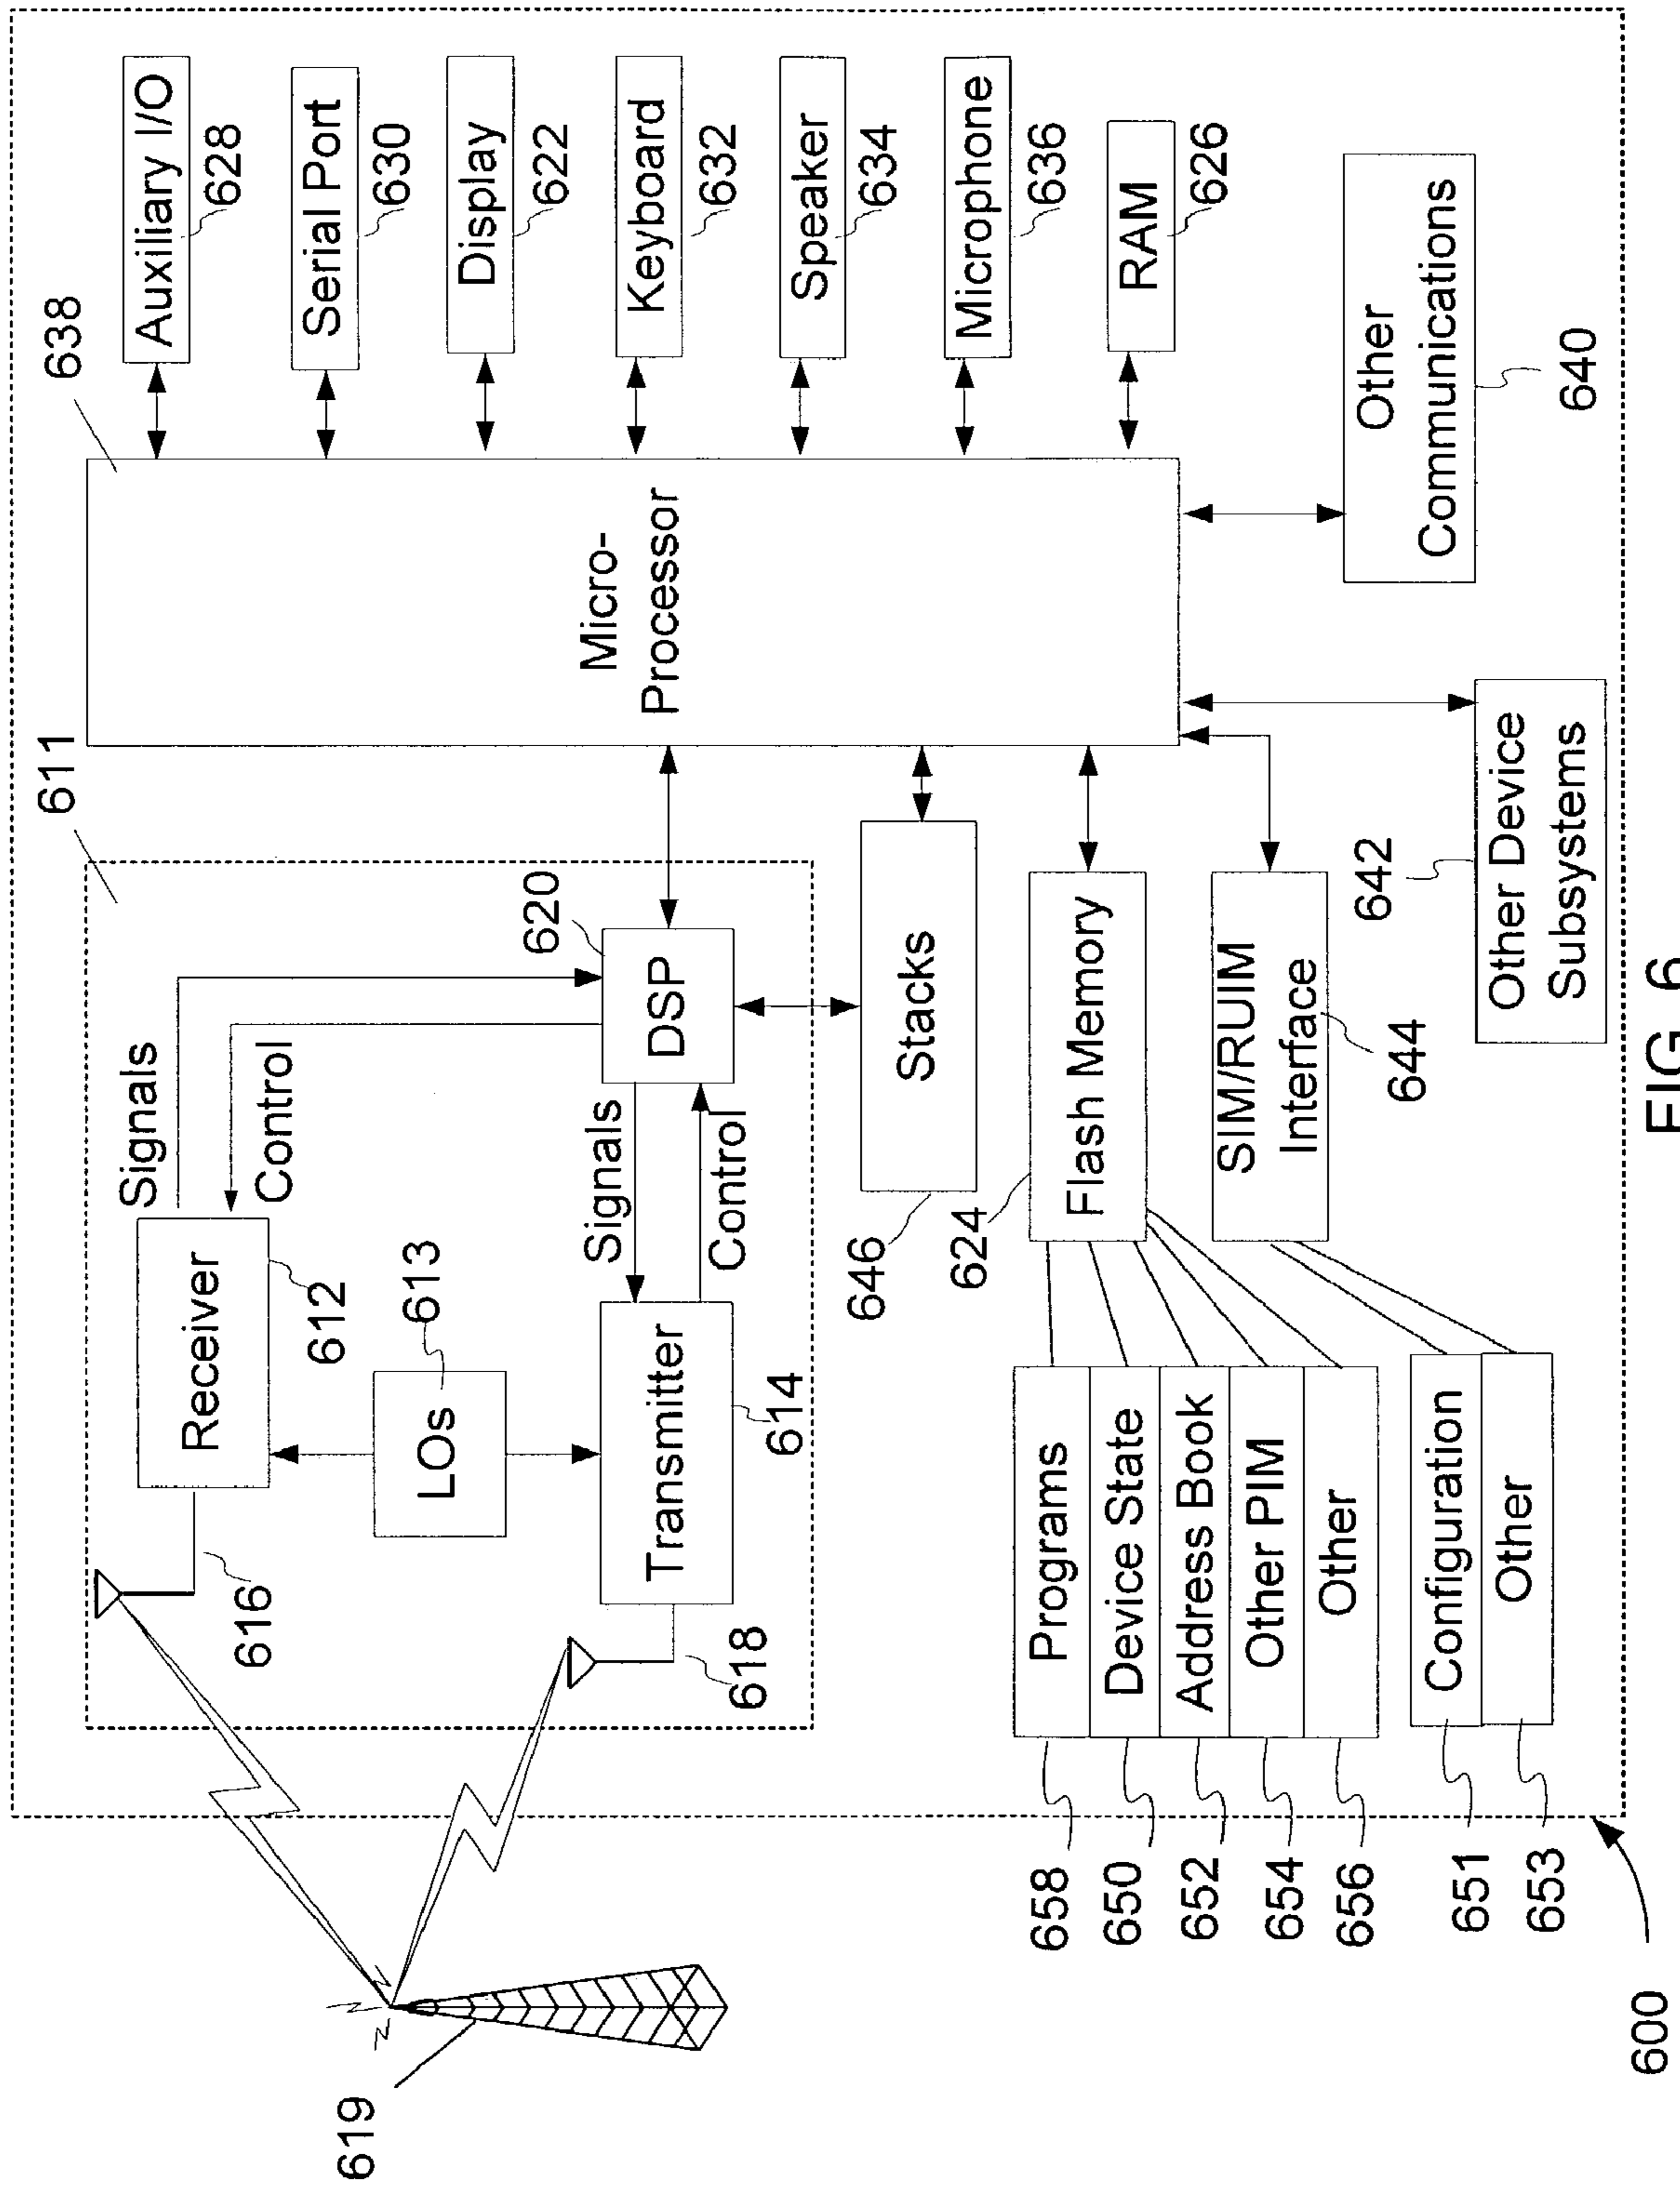 638
611
Auxiliary I/O
628
Serial Port
630
Display
622
Keyboard
632
Speaker
634
Microphone
636
RAM
626
Micro-
Processor
Other
Communications
640
Other Device
Subsystems
642
Signals
Control
Receiver
612
616
LOs
613
DSP
620
Signals
Control
Transmitter
614
618
619
Stacks
646
Flash Memory
624
SIM/RUIM
Interface
644
658
Programs
650
Device State
652
Address Book
654
Other PIM
656
Other
651
Configuration
653
Other
600
FIG. 6